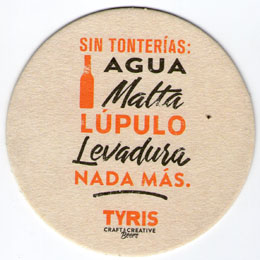 SIN TONTERÍAS:
AGUA
Malta
LÚPULO
Levadura
NADA MÁS.
TYRIS
CRAFT & CREATIVE
Beers